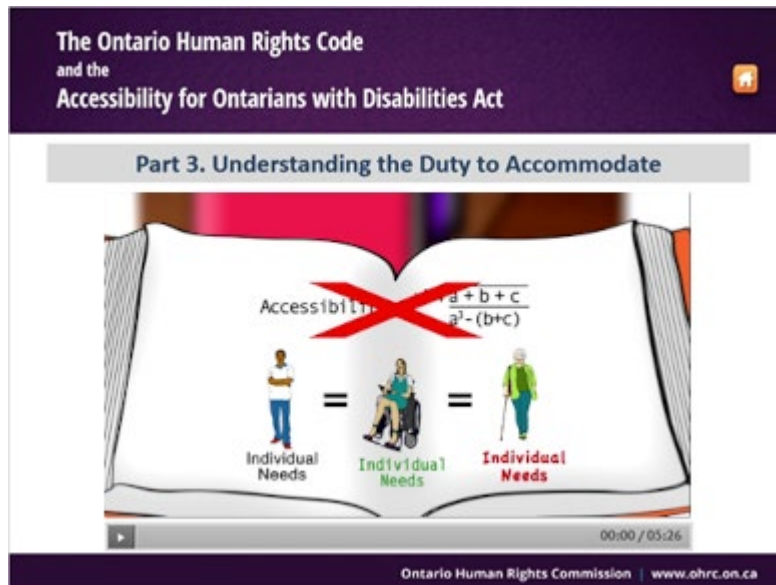 The Ontario Human Rights Code
and the
Accessibility for Ontarians with Disabilities Act
Part 3. Understanding the Duty to Accommodate
a + b + c
a³-(b+c)
Individual
Needs
=
Individual
Needs
=
Individual
Needs
00:00 / 05:26
Ontario Human Rights Commission | www.ohrc.on.ca